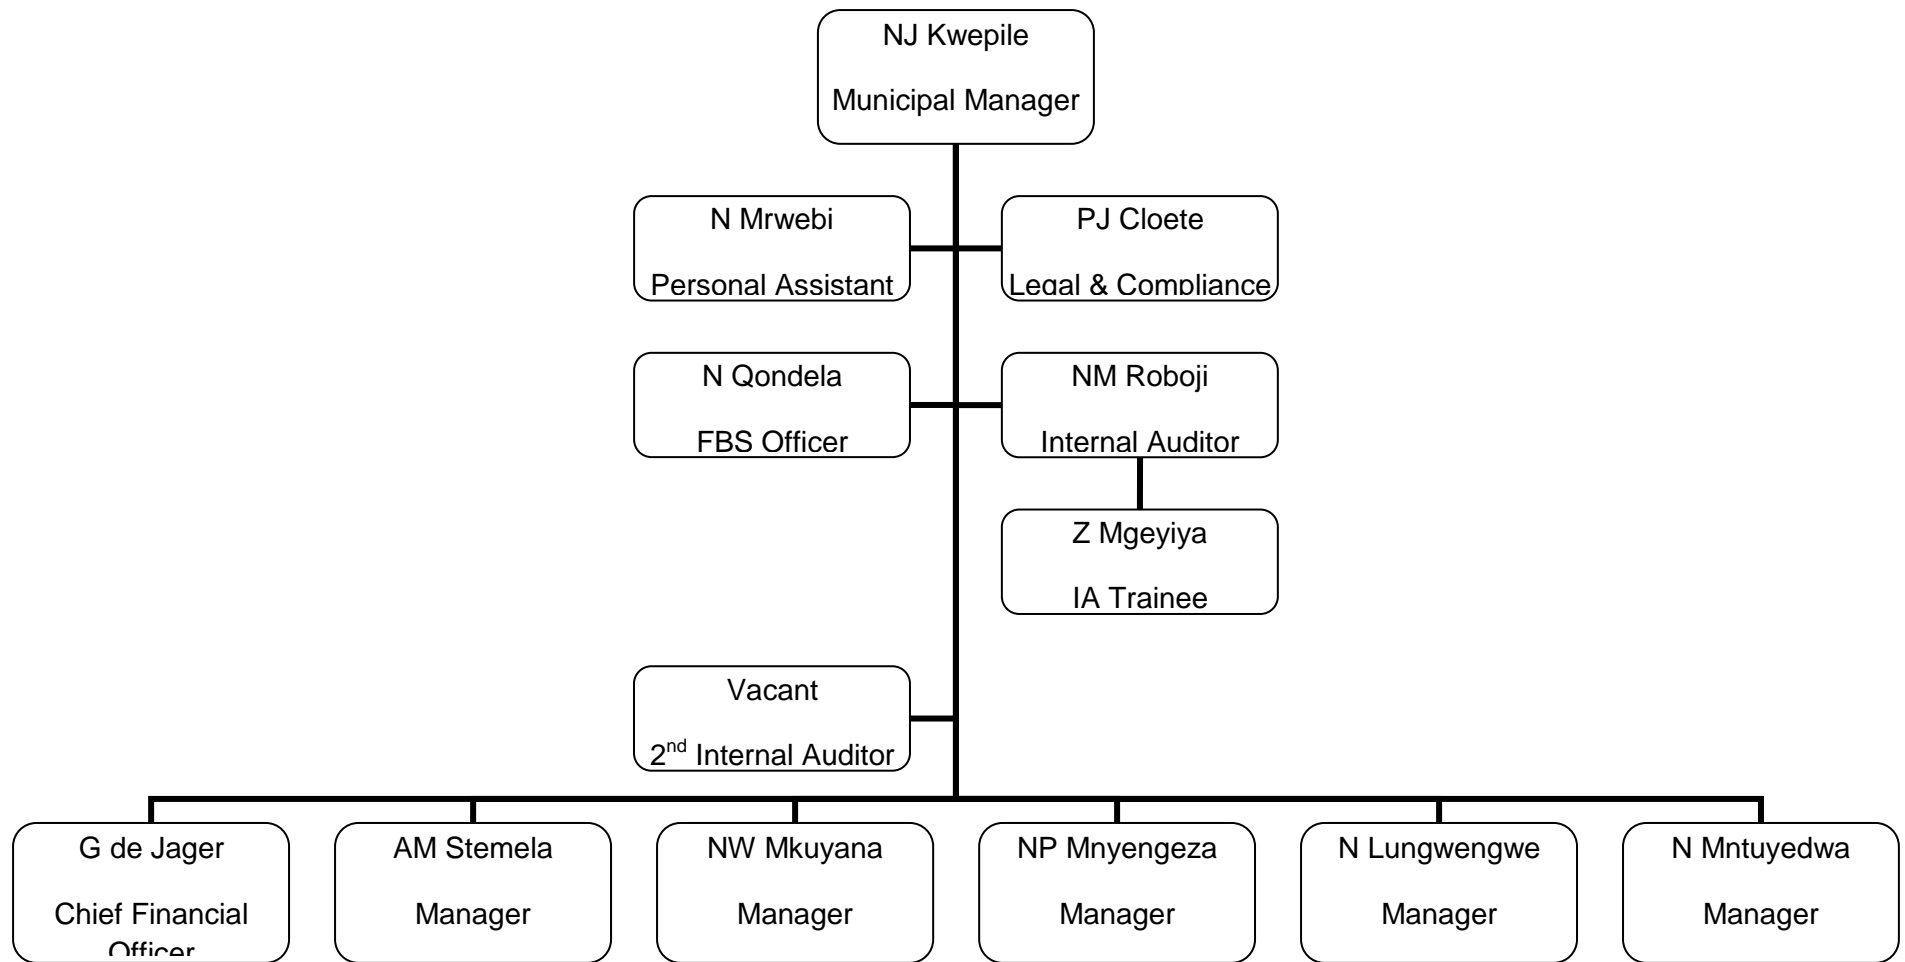 NJ Kwepile
Municipal Manager
N Mrwebi
Personal Assistant
PJ Cloete
Legal & Compliance
N Qondela
FBS Officer
NM Roboji
Internal Auditor
Z Mgeyiya
IA Trainee
Vacant
2nd Internal Auditor
G de Jager
Chief Financial
Officer
AM Stemela
Manager
NW Mkuyana
Manager
NP Mnyengeza
Manager
N Lungwengwe
Manager
N Mntuyedwa
Manager